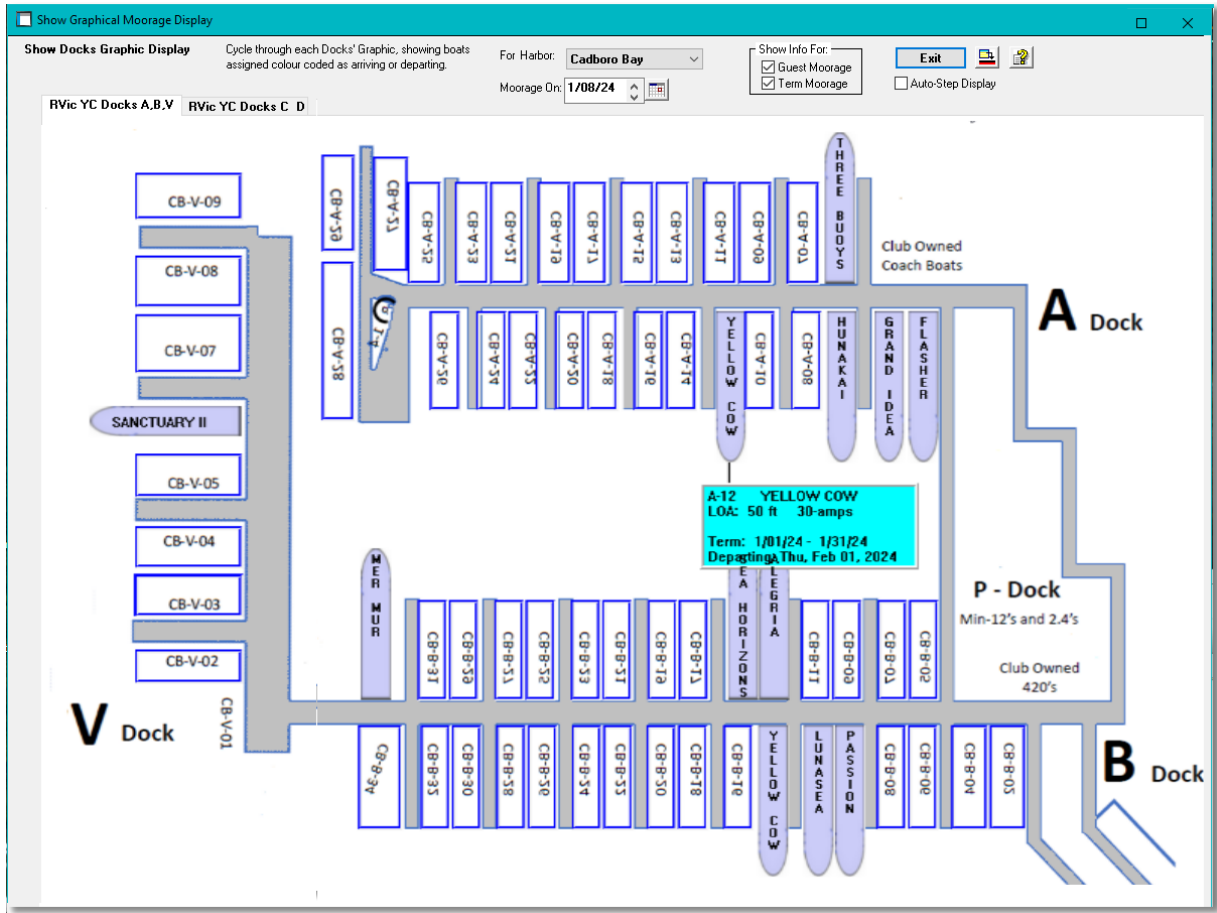 Show Graphical Moorage Display
Show Docks Graphic Display
Cycle through each Docks' Graphic, showing boats
assigned colour coded as arriving or departing.
For Harbor: Cadboro Bay
Moorage On: 1/08/24
Show Info For:
Guest Moorage
Term Moorage
Exit
Auto-Step Display
RVic YC Docks A,B,V
RVic YC Docks C D
CB-V-09
CB-V-08
CB-V-07
SANCTUARY II
CB-V-05
CB-V-04
CB-V-03
CB-V-02
CB-V-01
V Dock
CB-A-29
CB-A-27
CB-A-25
CB-A-23
CB-A-21
CB-A-19
CB-A-17
CB-A-15
CB-A-13
CB-A-11
CB-A-09
CB-A-07
THREE BUOYS
Club Owned
Coach Boats
A Dock
CB-A-28
CB-A-26
CB-A-24
CB-A-22
CB-A-20
CB-A-18
CB-A-16
CB-A-14
YELLOW COW
CB-A-10
CB-A-08
HUNAKAI
GRAND IDEA
FLASHER
A-12 YELLOW COW
LOA: 50 ft 30-amps
Term: 1/01/24 - 1/31/24
Departing: Thu, Feb 01, 2024
P - Dock
Min-12's and 2.4's
Club Owned
420's
MER MUR
CB-B-31
CB-B-29
CB-B-27
CB-B-25
CB-B-23
CB-B-21
CB-B-19
CB-B-17
SEA HORIZONS
ALEGRIA
CB-B-11
CB-B-09
CB-B-07
CB-B-05
CB-B-34
CB-B-32
CB-B-30
CB-B-28
CB-B-26
CB-B-24
CB-B-22
CB-B-20
CB-B-18
CB-B-16
YELLOW COW
LUNASEA
PASSION
CB-B-08
CB-B-06
CB-B-04
CB-B-02
B Dock